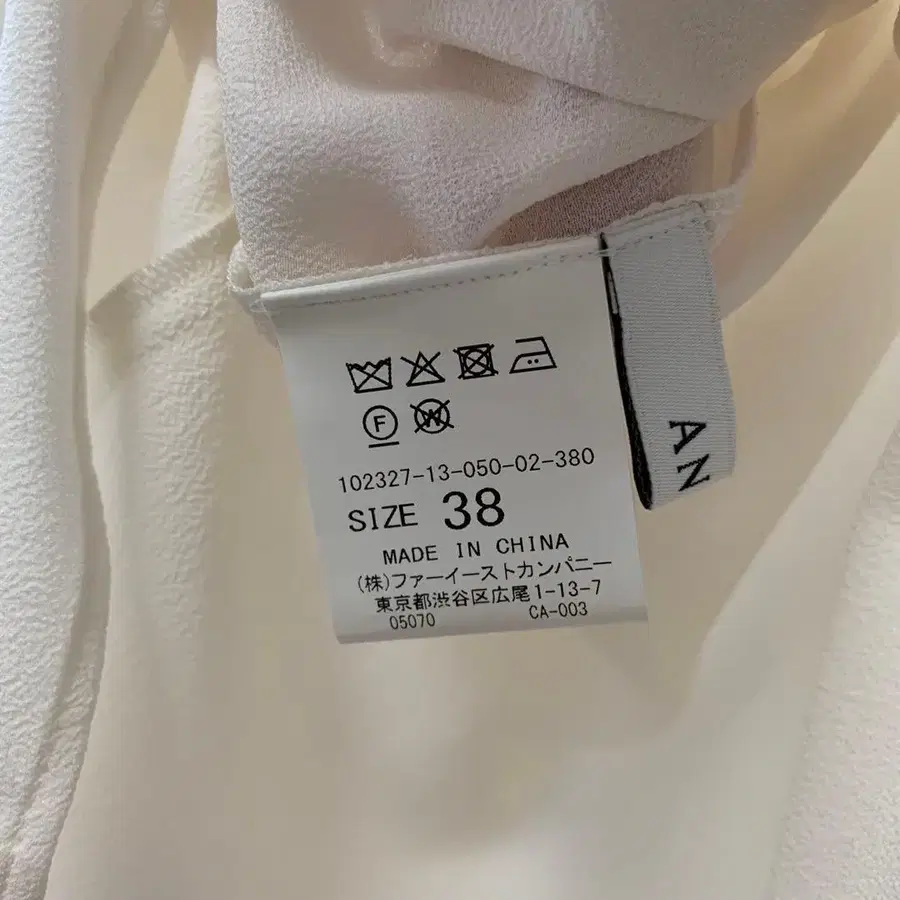 F
W
102327-13-050-02-380
SIZE 38
MADE IN CHINA
(株)ファーイーストカンパニー
東京都渋谷区広尾1-13-7
05070 CA-003
AN